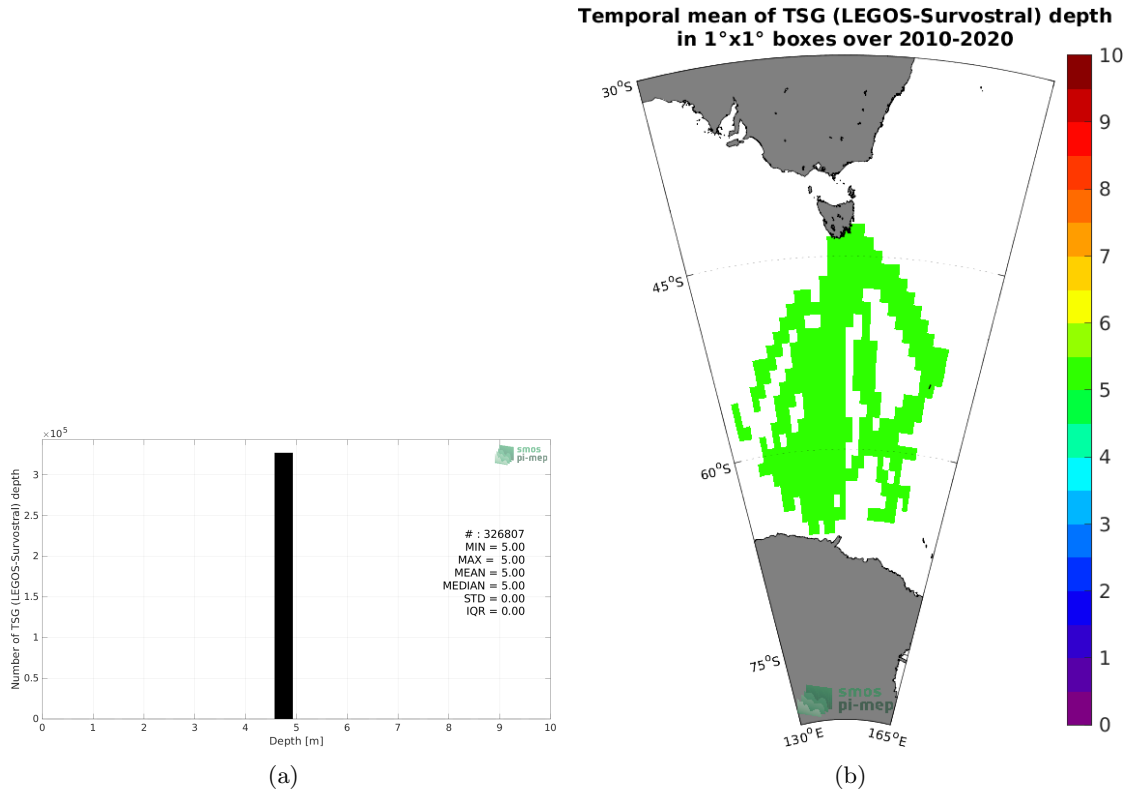 Temporal mean of TSG (LEGOS-Survostral) depth
in 1°x1° boxes over 2010-2020
×10⁵
Number of TSG (LEGOS-Survostral) depth
3
2.5
2
1.5
1
0.5
0
smos
pi-mep
# : 326807
MIN = 5.00
MAX = 5.00
MEAN = 5.00
MEDIAN = 5.00
STD = 0.00
IQR = 0.00
0 1 2 3 4 5 6 7 8 9 10
Depth [m]
(a)
30°S
45°S
60°S
75°S
130°E
165°E
smos
pi-mep
10
9
8
7
6
5
4
3
2
1
0
(b)